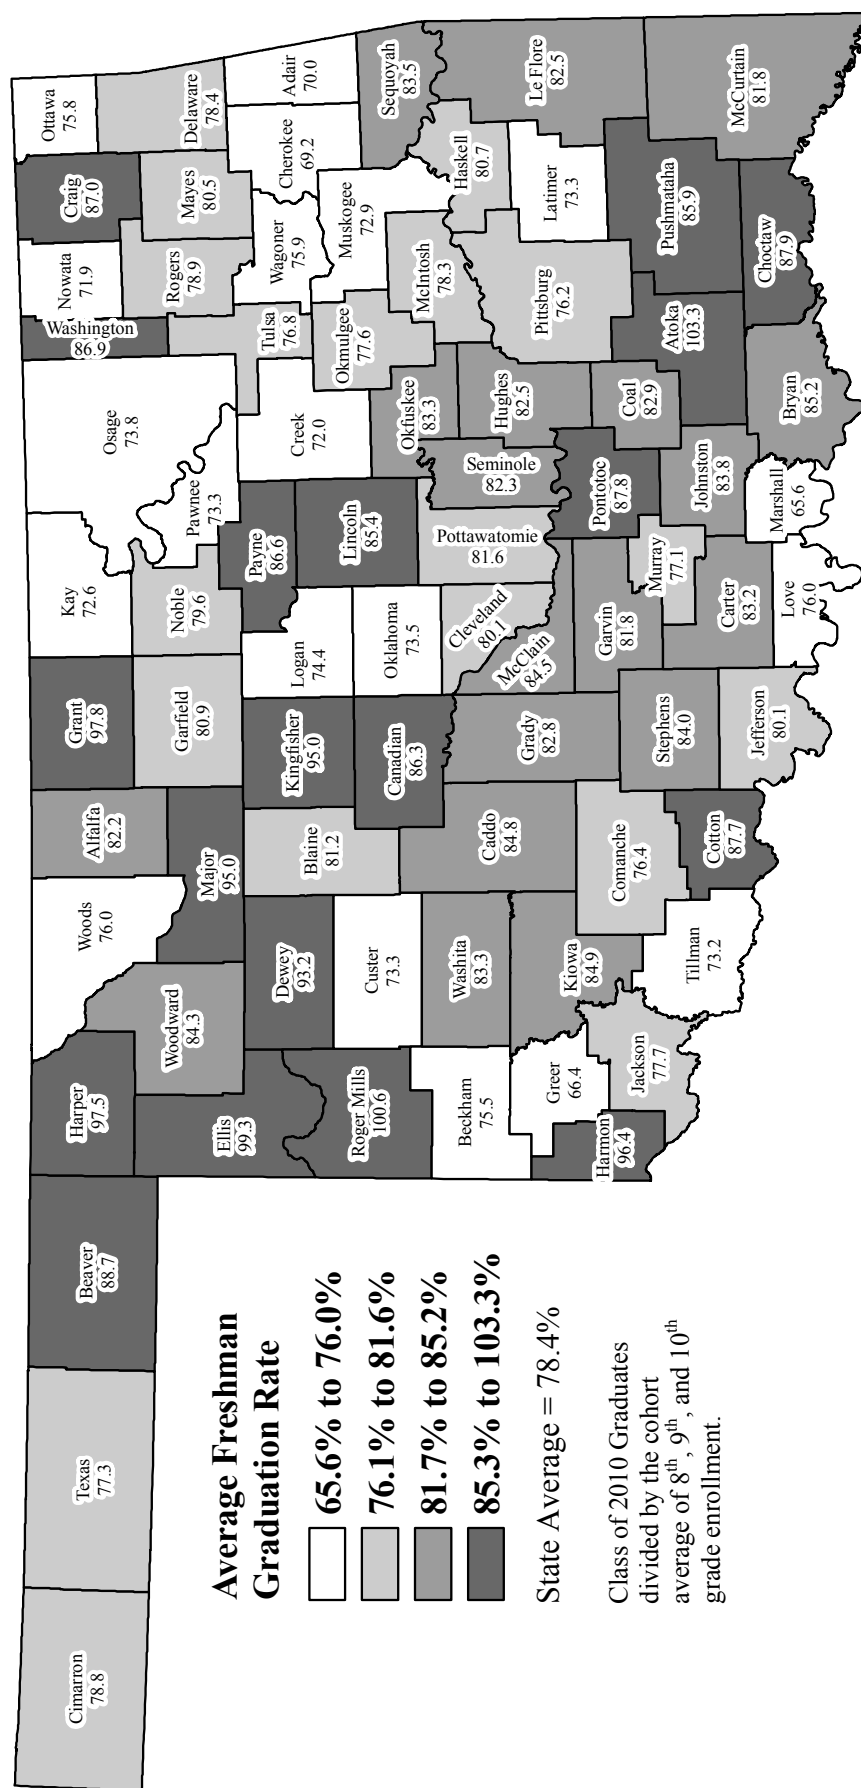 Cimarron
78.8
Texas
77.3
Beaver
88.7
Harper
97.5
Woods
76.0
Alfalfa
82.2
Grant
97.8
Kay
72.6
Osage
73.8
Washington
86.9
Nowata
71.9
Craig
87.0
Ottawa
75.8
Ellis
99.3
Woodward
84.3
Major
95.0
Garfield
80.9
Noble
79.6
Pawnee
73.3
Rogers
78.9
Mayes
80.5
Delaware
78.4
Roger Mills
100.6
Dewey
93.2
Blaine
81.2
Kingfisher
95.0
Logan
74.4
Payne
86.6
Creek
72.0
Tulsa
76.8
Wagoner
75.9
Cherokee
69.2
Adair
70.0
Custer
73.3
Canadian
86.3
Oklahoma
73.5
Lincoln
85.4
Okfuskee
83.3
Okmulgee
77.6
Muskogee
72.9
Sequoyah
83.5
Beckham
75.5
Washita
83.3
Caddo
84.8
Grady
82.8
Cleveland
80.1
McClain
84.5
Pottawatomie
81.6
Seminole
82.3
Hughes
82.5
McIntosh
78.3
Haskell
80.7
Le Flore
82.5
Greer
66.4
Kiowa
84.9
Comanche
76.4
Garvin
81.8
Pontotoc
87.8
Coal
82.9
Pittsburg
76.2
Latimer
73.3
Harmon
96.4
Jackson
77.7
Tillman
73.2
Cotton
87.7
Stephens
84.0
Murray
77.1
Johnston
83.8
Atoka
103.3
Pushmataha
85.9
McCurtain
81.8
Jefferson
80.1
Carter
83.2
Love
76.0
Marshall
65.6
Bryan
85.2
Choctaw
87.9
Average Freshman
Graduation Rate
65.6% to 76.0%
76.1% to 81.6%
81.7% to 85.2%
85.3% to 103.3%
State Average = 78.4%
Class of 2010 Graduates
divided by the cohort
average of 8th, 9th, and 10th
grade enrollment.